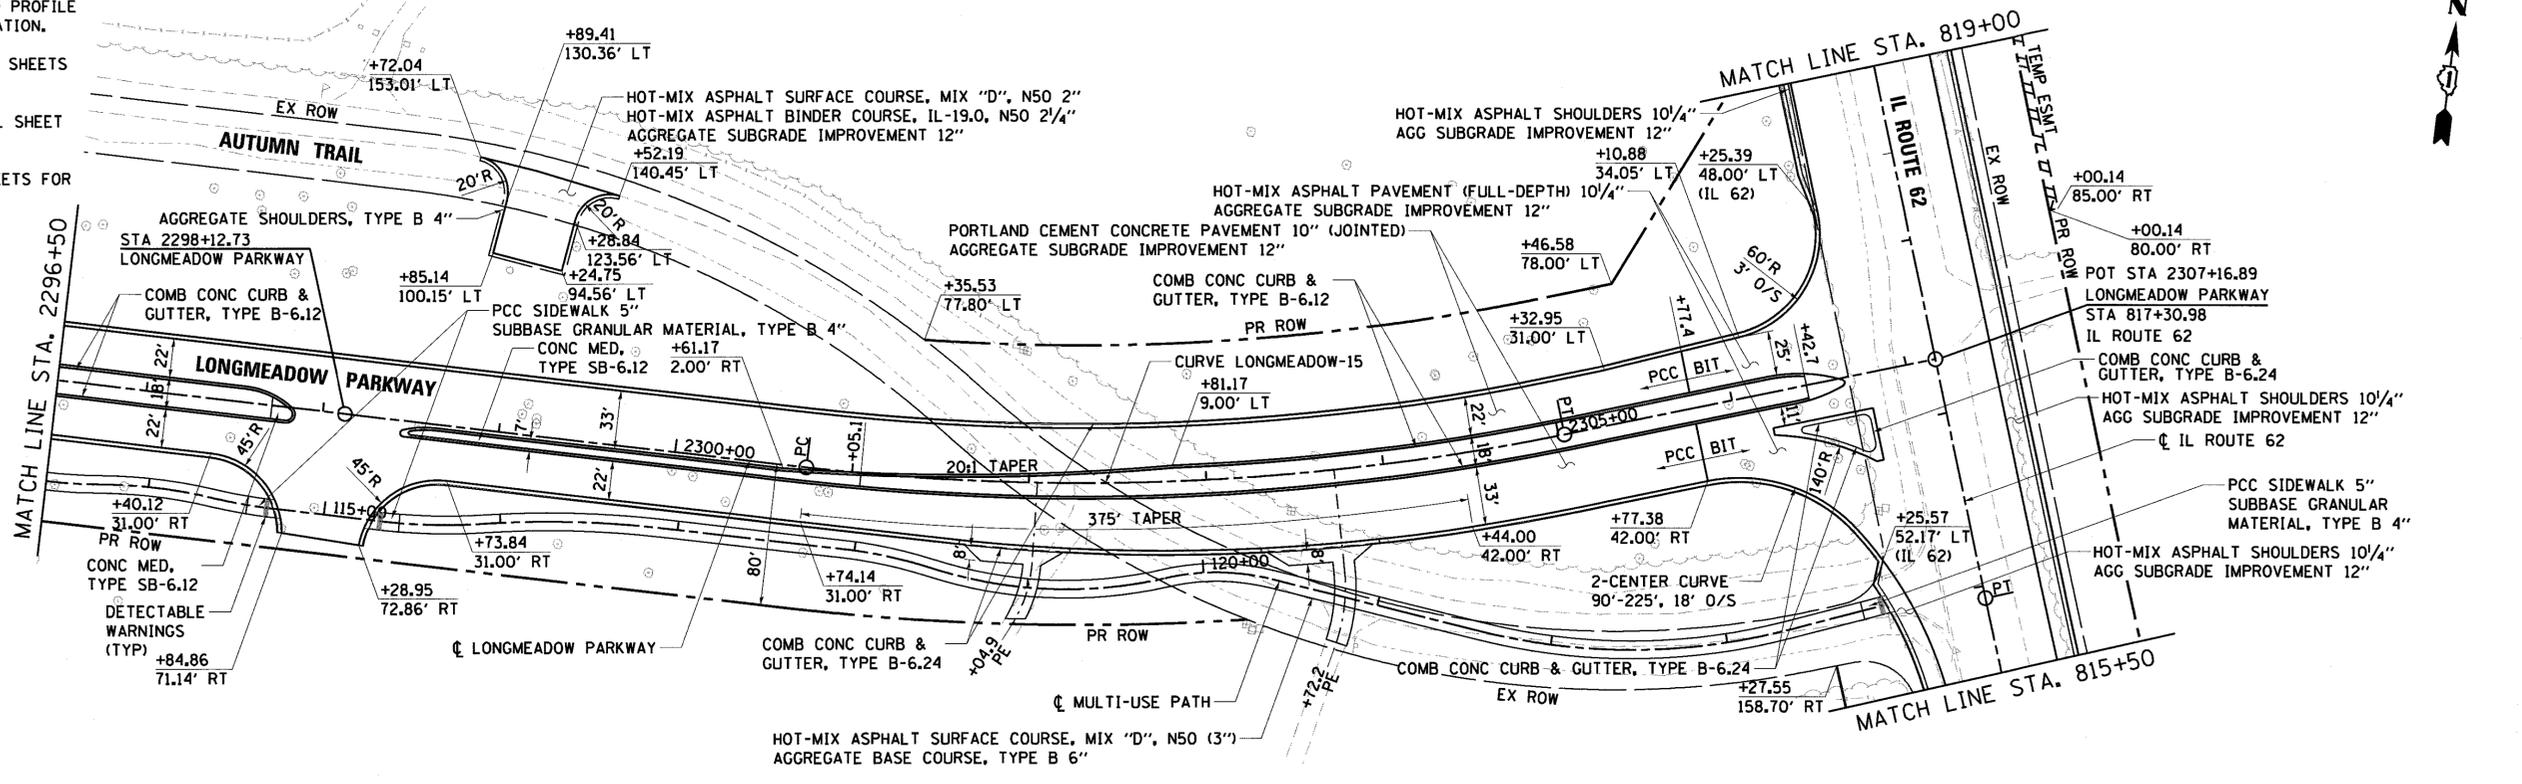 PROFILE
ATION.
SHEETS
SHEET
ETS FOR
+89.41
130.36' LT
+72.04
153.01' LT
HOT-MIX ASPHALT SURFACE COURSE, MIX "D", N50 2"
HOT-MIX ASPHALT BINDER COURSE, IL-19.0, N50 2¼"
AGGREGATE SUBGRADE IMPROVEMENT 12"
EX ROW
AUTUMN TRAIL
+52.19
140.45' LT
20'R
20'R
AGGREGATE SHOULDERS, TYPE B 4"
STA 2298+12.73
LONGMEADOW PARKWAY
+28.84
123.56' LT
+85.14
100.15' LT
+24.75
94.56' LT
COMB CONC CURB &
GUTTER, TYPE B-6.12
PCC SIDEWALK 5"
SUBBASE GRANULAR MATERIAL, TYPE B 4"
CONC MED,
TYPE SB-6.12
+61.17
2.00' RT
MATCH LINE STA. 2296+50
LONGMEADOW PARKWAY
22'
18'
22'
45'R
45'R
7'
33'
22'
2300+00
PC
+05.1
20:1 TAPER
+35.53
77.80' LT
PR ROW
CURVE LONGMEADOW-15
+81.17
9.00' LT
PORTLAND CEMENT CONCRETE PAVEMENT 10" (JOINTED)
AGGREGATE SUBGRADE IMPROVEMENT 12"
COMB CONC CURB &
GUTTER, TYPE B-6.12
HOT-MIX ASPHALT PAVEMENT (FULL-DEPTH) 10¼"
AGGREGATE SUBGRADE IMPROVEMENT 12"
HOT-MIX ASPHALT SHOULDERS 10¼"
AGG SUBGRADE IMPROVEMENT 12"
+10.88
34.05' LT
+25.39
48.00' LT
(IL 62)
+46.58
78.00' LT
+32.95
31.00' LT
60'R
3' O/S
+77.4
PCC
BIT
25'
+42.7
PT
2305+00
22'
18'
33'
11'
PCC
BIT
140'R
MATCH LINE STA. 819+00
N
TEMP ESMT
IL ROUTE 62
EX ROW
PR ROW
+00.14
85.00' RT
+00.14
80.00' RT
POT STA 2307+16.89
LONGMEADOW PARKWAY
STA 817+30.98
IL ROUTE 62
COMB CONC CURB &
GUTTER, TYPE B-6.24
HOT-MIX ASPHALT SHOULDERS 10¼"
AGG SUBGRADE IMPROVEMENT 12"
℄ IL ROUTE 62
PCC SIDEWALK 5"
SUBBASE GRANULAR
MATERIAL, TYPE B 4"
HOT-MIX ASPHALT SHOULDERS 10¼"
AGG SUBGRADE IMPROVEMENT 12"
+25.57
52.17' LT
(IL 62)
PT
+40.12
31.00' RT
PR ROW
CONC MED,
TYPE SB-6.12
DETECTABLE
WARNINGS
(TYP)
+84.86
71.14' RT
115+00
+73.84
31.00' RT
+28.95
72.86' RT
80'
+74.14
31.00' RT
375' TAPER
8'
8'
120+00
+44.00
42.00' RT
+77.38
42.00' RT
2-CENTER CURVE
90'-225', 18' O/S
℄ LONGMEADOW PARKWAY
COMB CONC CURB &
GUTTER, TYPE B-6.24
+04.9
PE
PR ROW
+72.2
PE
℄ MULTI-USE PATH
COMB CONC CURB & GUTTER, TYPE B-6.24
EX ROW
+27.55
158.70' RT
MATCH LINE STA. 815+50
HOT-MIX ASPHALT SURFACE COURSE, MIX "D", N50 (3")
AGGREGATE BASE COURSE, TYPE B 6"